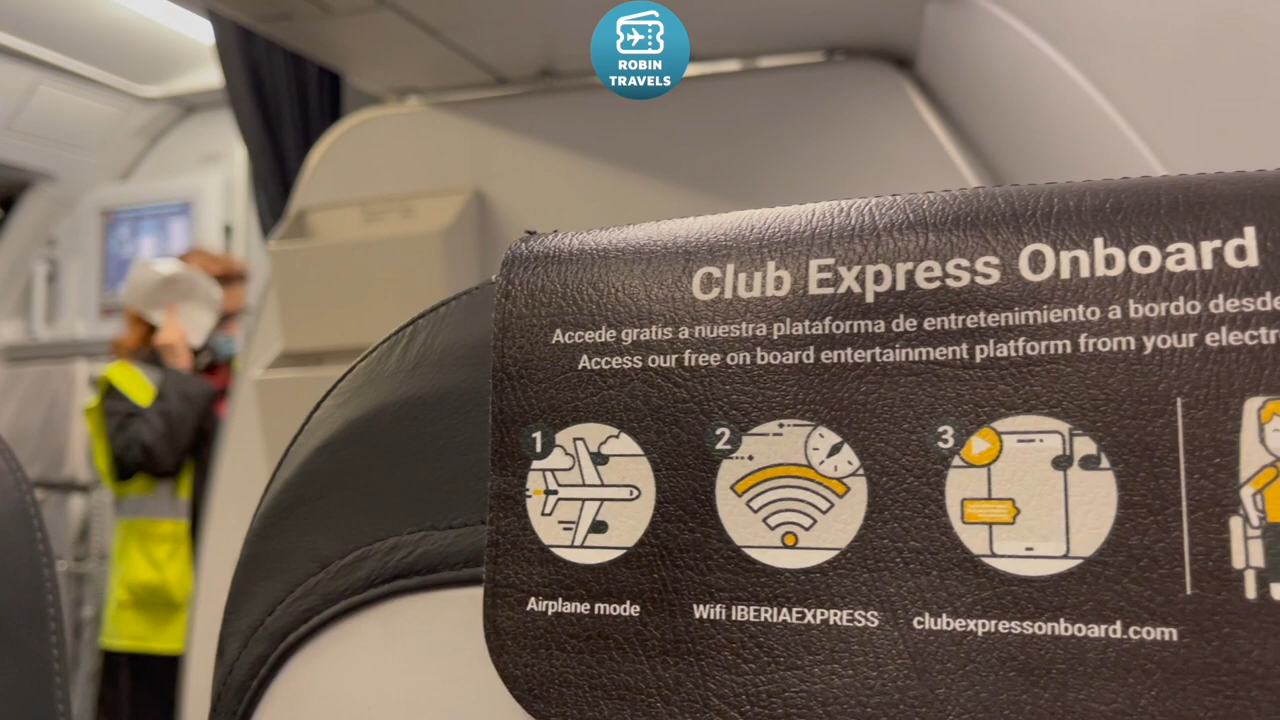 ROBIN
TRAVELS
Club Express Onboard
Accede gratis a nuestra plataforma de entretenimiento a bordo desde
Access our free on board entertainment platform from your electr
1
2
3
Airplane mode
Wifi IBERIAEXPRESS
clubexpressonboard.com